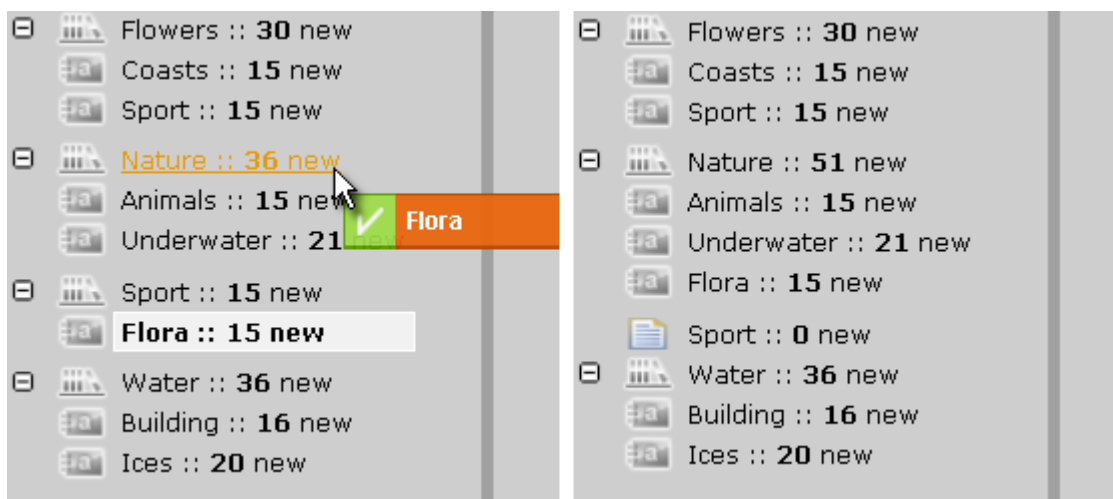 Flowers :: 30 new
Coasts :: 15 new
Sport :: 15 new
Nature :: 36 new
Animals :: 15 new
Flora
Underwater :: 21 new
Sport :: 15 new
Flora :: 15 new
Water :: 36 new
Building :: 16 new
Ices :: 20 new
Flowers :: 30 new
Coasts :: 15 new
Sport :: 15 new
Nature :: 51 new
Animals :: 15 new
Underwater :: 21 new
Flora :: 15 new
Sport :: 0 new
Water :: 36 new
Building :: 16 new
Ices :: 20 new